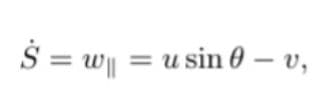 Ṡ = w∥ = u sin θ − v,